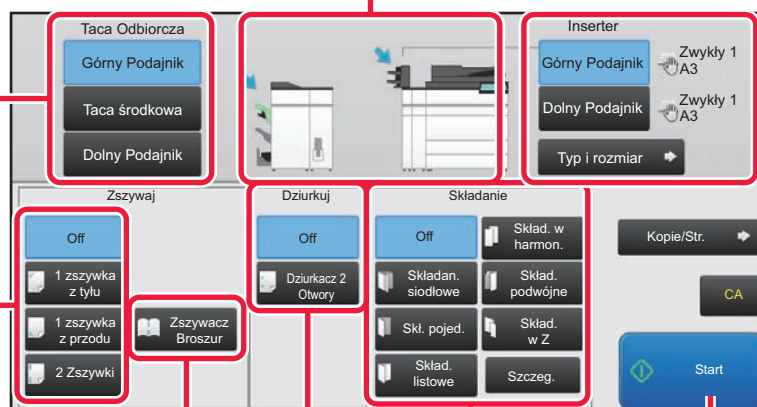 Taca Odbiorcza
Górny Podajnik
Taca środkowa
Dolny Podajnik
Inserter
Górny Podajnik
Zwykły 1
A3
Dolny Podajnik
Zwykły 1
A3
Typ i rozmiar
Zszywaj
Off
1 zszywka
z tyłu
1 zszywka
z przodu
2 Zszywki
Zszywacz
Broszur
Dziurkuj
Off
Dziurkacz 2
Otwory
Składanie
Off
Skład. w
harmon.
Składan.
siodłowe
Skład.
podwójne
Skł. pojed.
Skład.
w Z
Skład.
listowe
Szczeg.
Kopie/Str.
CA
Start